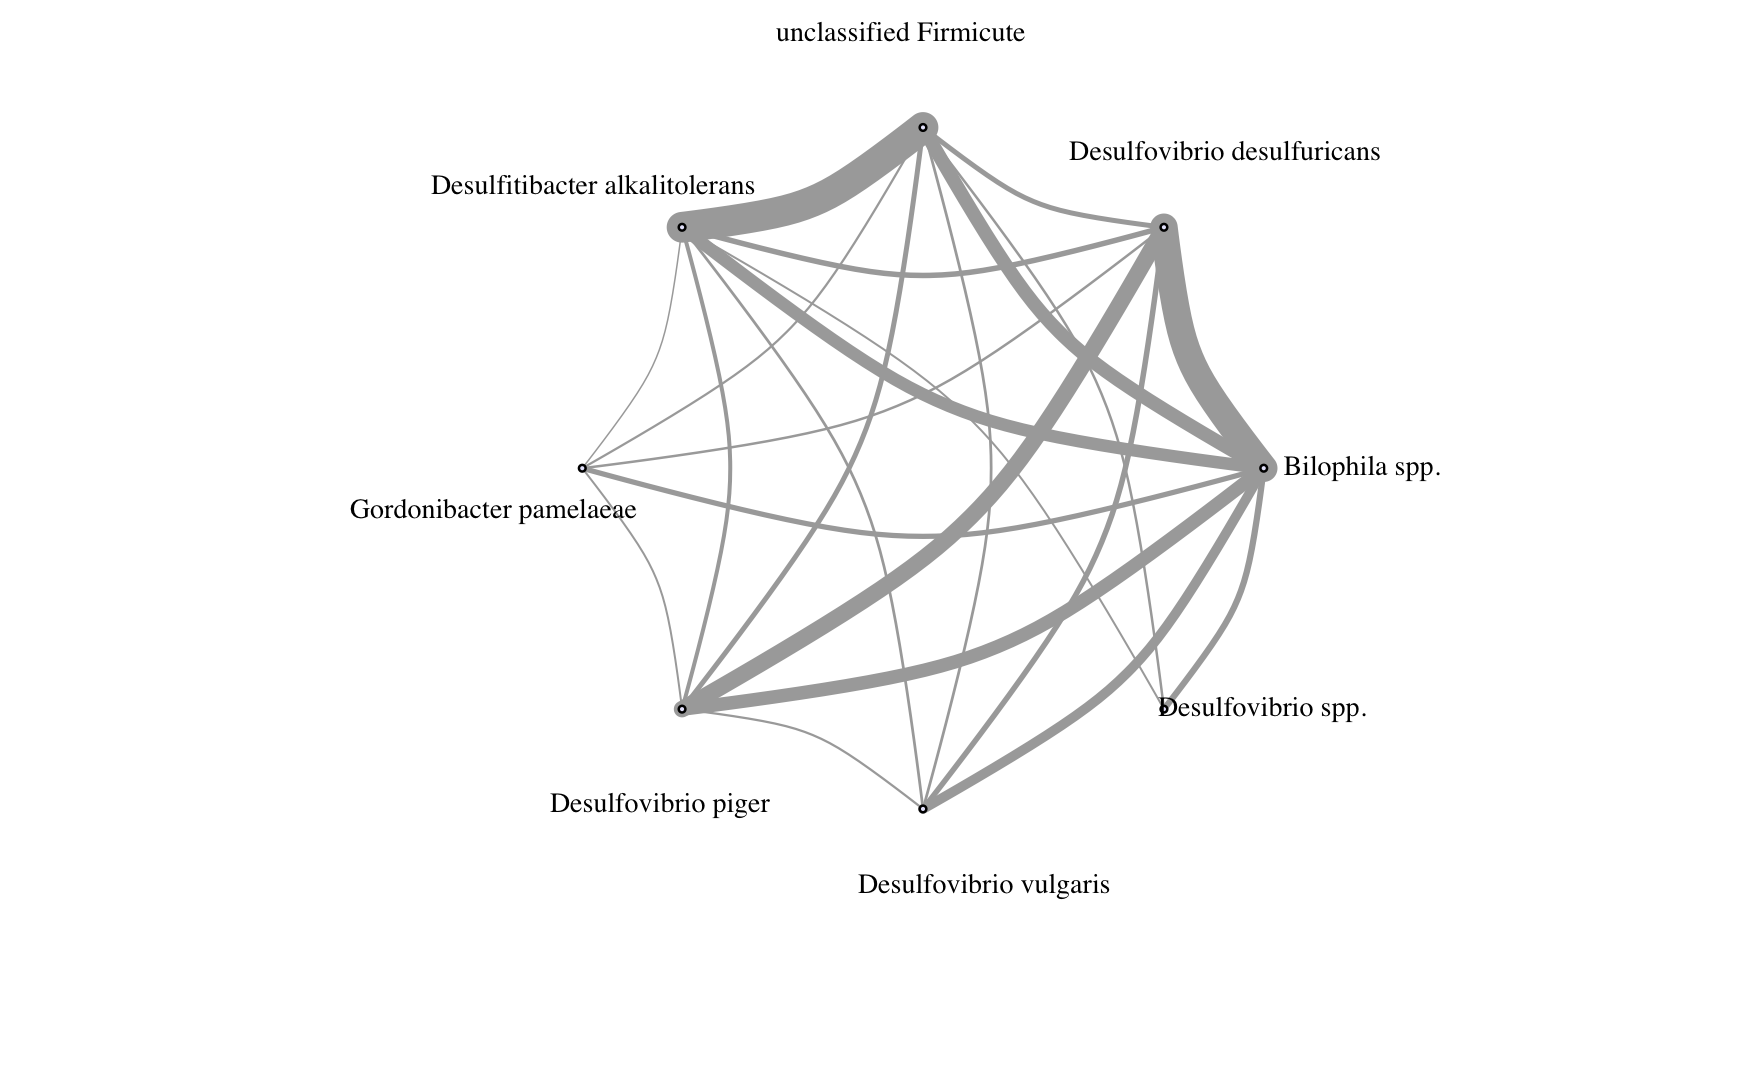 unclassified Firmicute
Desulfovibrio desulfuricans
Desulfitibacter alkalitolerans
Bilophila spp.
Gordonibacter pamelaeae
Desulfovibrio spp.
Desulfovibrio piger
Desulfovibrio vulgaris